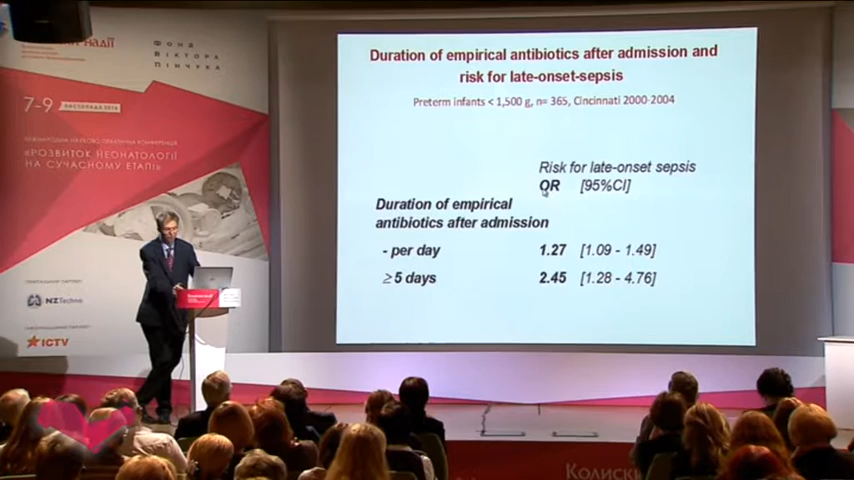 надії
ФОНД
ВІКТОРА
ПІНЧУКА
7-9
ЛИСТОПАДА 2016
МІЖНАРОДНА НАУКОВО-ПРАКТИЧНА КОНФЕРЕНЦІЯ
«РОЗВИТОК НЕОНАТОЛОГІЇ
НА СУЧАСНОМУ ЕТАПІ»
NZTechno
ICTV
Duration of empirical antibiotics after admission and
risk for late-onset-sepsis
Preterm infants < 1,500 g, n= 365, Cincinnati 2000-2004
Risk for late-onset sepsis
OR [95%CI]
Duration of empirical
antibiotics after admission
- per day 1.27 [1.09 - 1.49]
≥5 days 2.45 [1.28 - 4.76]
Колиски